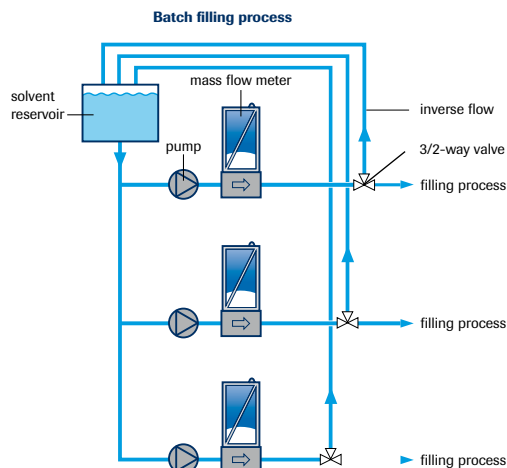 Batch filling process
mass flow meter
solvent
reservoir
inverse flow
pump
3/2-way valve
filling process
filling process
filling process